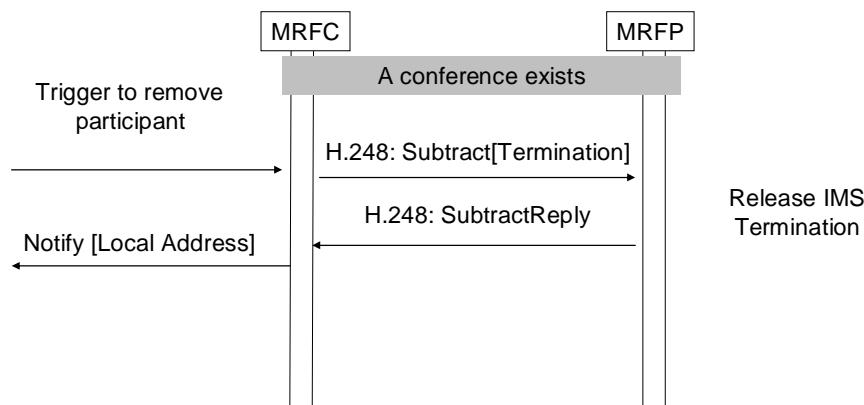 MRFC
MRFP
A conference exists
Trigger to remove
participant
H.248: Subtract[Termination]
Release IMS
Termination
H.248: SubtractReply
Notify [Local Address]